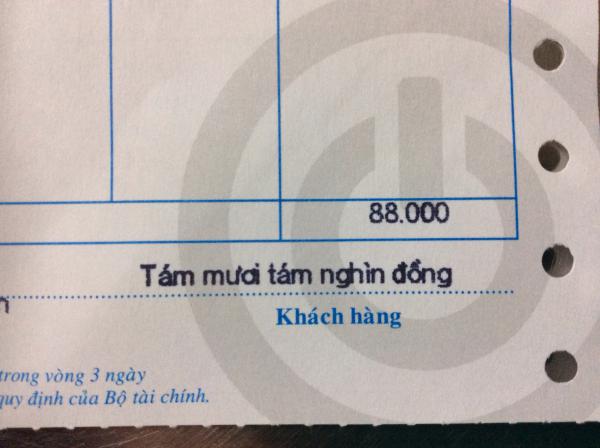 88.000
Tám mươi tám nghìn đồng
Khách hàng
trong vòng 3 ngày
quy định của Bộ tài chính.